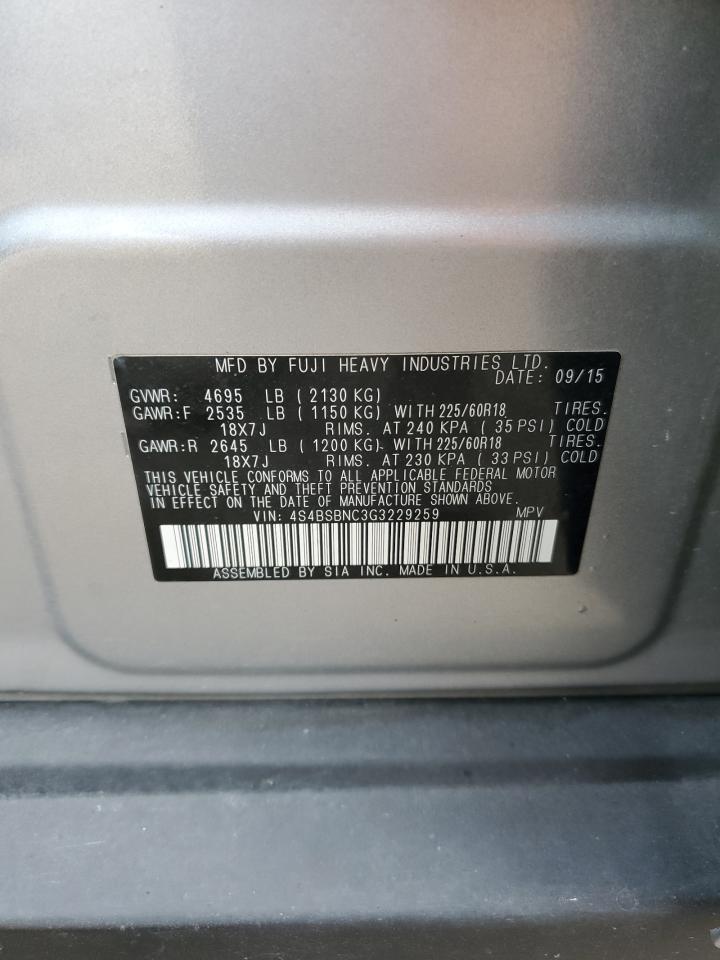 MFD BY FUJI HEAVY INDUSTRIES LTD.
DATE: 09/15
GVWR: 4695 LB ( 2130 KG)
GAWR:F 2535 LB ( 1150 KG) WITH 225/60R18 TIRES.
18X7J RIMS. AT 240 KPA ( 35 PSI) COLD
GAWR:R 2645 LB ( 1200 KG) WITH 225/60R18 TIRES.
18X7J RIMS. AT 230 KPA ( 33 PSI) COLD
THIS VEHICLE CONFORMS TO ALL APPLICABLE FEDERAL MOTOR
VEHICLE SAFETY AND THEFT PREVENTION STANDARDS
IN EFFECT ON THE DATE OF MANUFACTURE SHOWN ABOVE.
VIN: 4S4BSBNC3G3229259 MPV
ASSEMBLED BY SIA INC. MADE IN U.S.A.